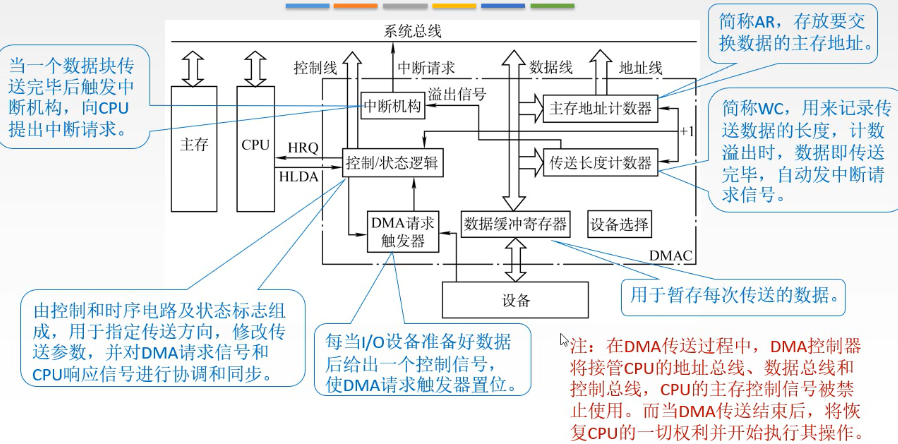 系统总线
简称AR，存放要交
换数据的主存地址。
当一个数据块传
送完毕后触发中
断机构，向CPU
提出中断请求。
控制线
中断请求
数据线
地址线
中断机构
溢出信号
主存地址计数器
+1
简称WC，用来记录传
送数据的长度，计数
溢出时，数据即传送
完毕，自动发中断请
求信号。
主存
CPU
HRQ
HLDA
控制/状态逻辑
传送长度计数器
DMA请求
触发器
数据缓冲寄存器
设备选择
DMAC
设备
用于暂存每次传送的数据。
由控制和时序电路及状态标志组
成，用于指定传送方向，修改传
送参数，并对DMA请求信号和
CPU响应信号进行协调和同步。
每当I/O设备准备好数据
后给出一个控制信号，
使DMA请求触发器置位。
注：在DMA传送过程中，DMA控制器
将接管CPU的地址总线、数据总线和
控制总线，CPU的主存控制信号被禁
止使用。而当DMA传送结束后，将恢
复CPU的一切权利并开始执行其操作。